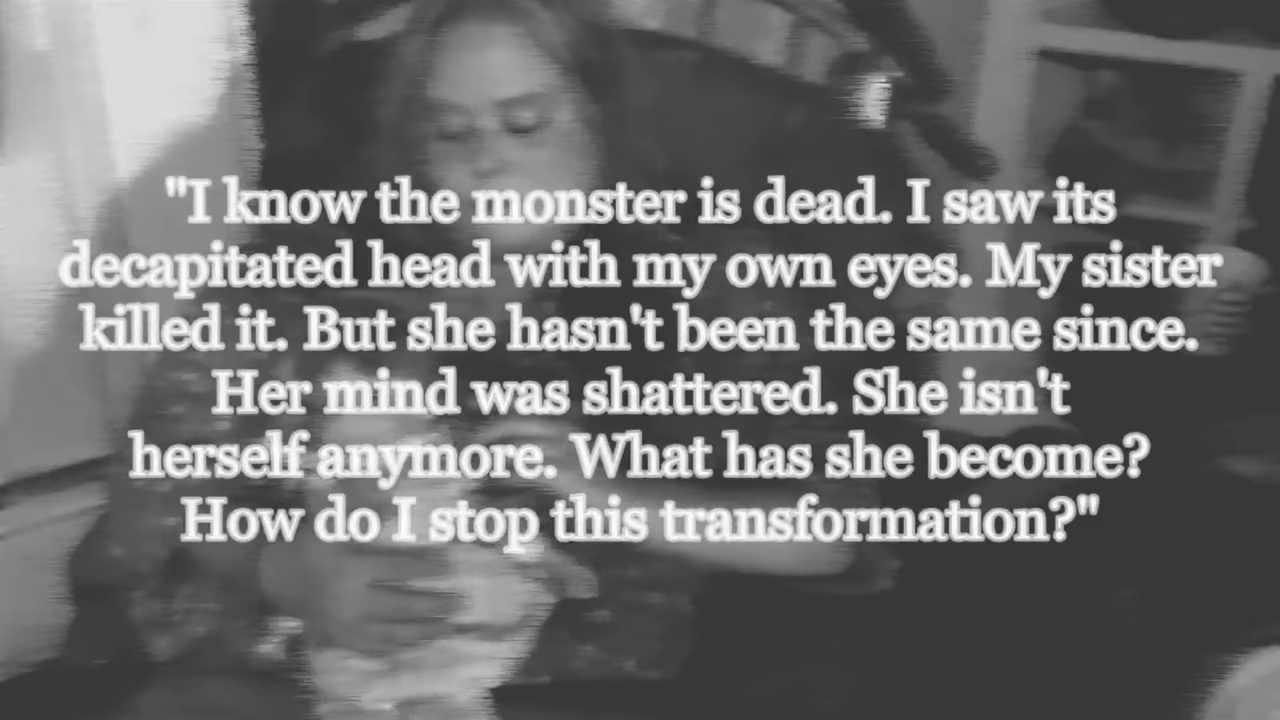 "I know the monster is dead. I saw its
decapitated head with my own eyes. My sister
killed it. But she hasn't been the same since.
Her mind was shattered. She isn't
herself anymore. What has she become?
How do I stop this transformation?"